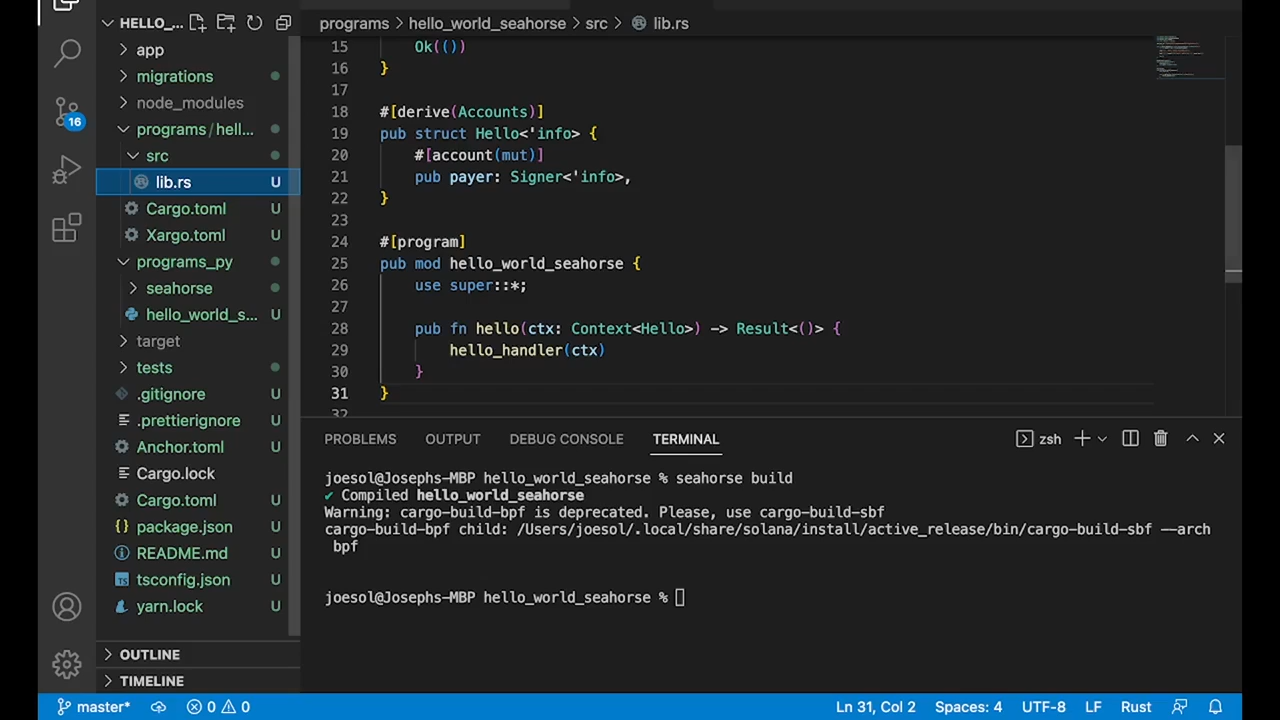 HELLO_...
app
migrations
node_modules
programs / hell...
src
lib.rs U
Cargo.toml U
Xargo.toml U
programs_py
seahorse
hello_world_s... U
target
tests
.gitignore U
.prettierignore U
Anchor.toml U
Cargo.lock
Cargo.toml U
package.json U
README.md U
tsconfig.json U
yarn.lock U
OUTLINE
TIMELINE
16
programs > hello_world_seahorse > src > lib.rs
15 Ok(())
16 }
17
18 #[derive(Accounts)]
19 pub struct Hello<'info> {
20 #[account(mut)]
21 pub payer: Signer<'info>,
22 }
23
24 #[program]
25 pub mod hello_world_seahorse {
26 use super::*;
27
28 pub fn hello(ctx: Context<Hello>) -> Result<()> {
29 hello_handler(ctx)
30 }
31 }
32
PROBLEMS OUTPUT DEBUG CONSOLE TERMINAL zsh
joesol@Josephs-MBP hello_world_seahorse % seahorse build
✔ Compiled hello_world_seahorse
Warning: cargo-build-bpf is deprecated. Please, use cargo-build-sbf
cargo-build-bpf child: /Users/joesol/.local/share/solana/install/active_release/bin/cargo-build-sbf --arch
bpf
joesol@Josephs-MBP hello_world_seahorse %
master* 0 0 Ln 31, Col 2 Spaces: 4 UTF-8 LF Rust